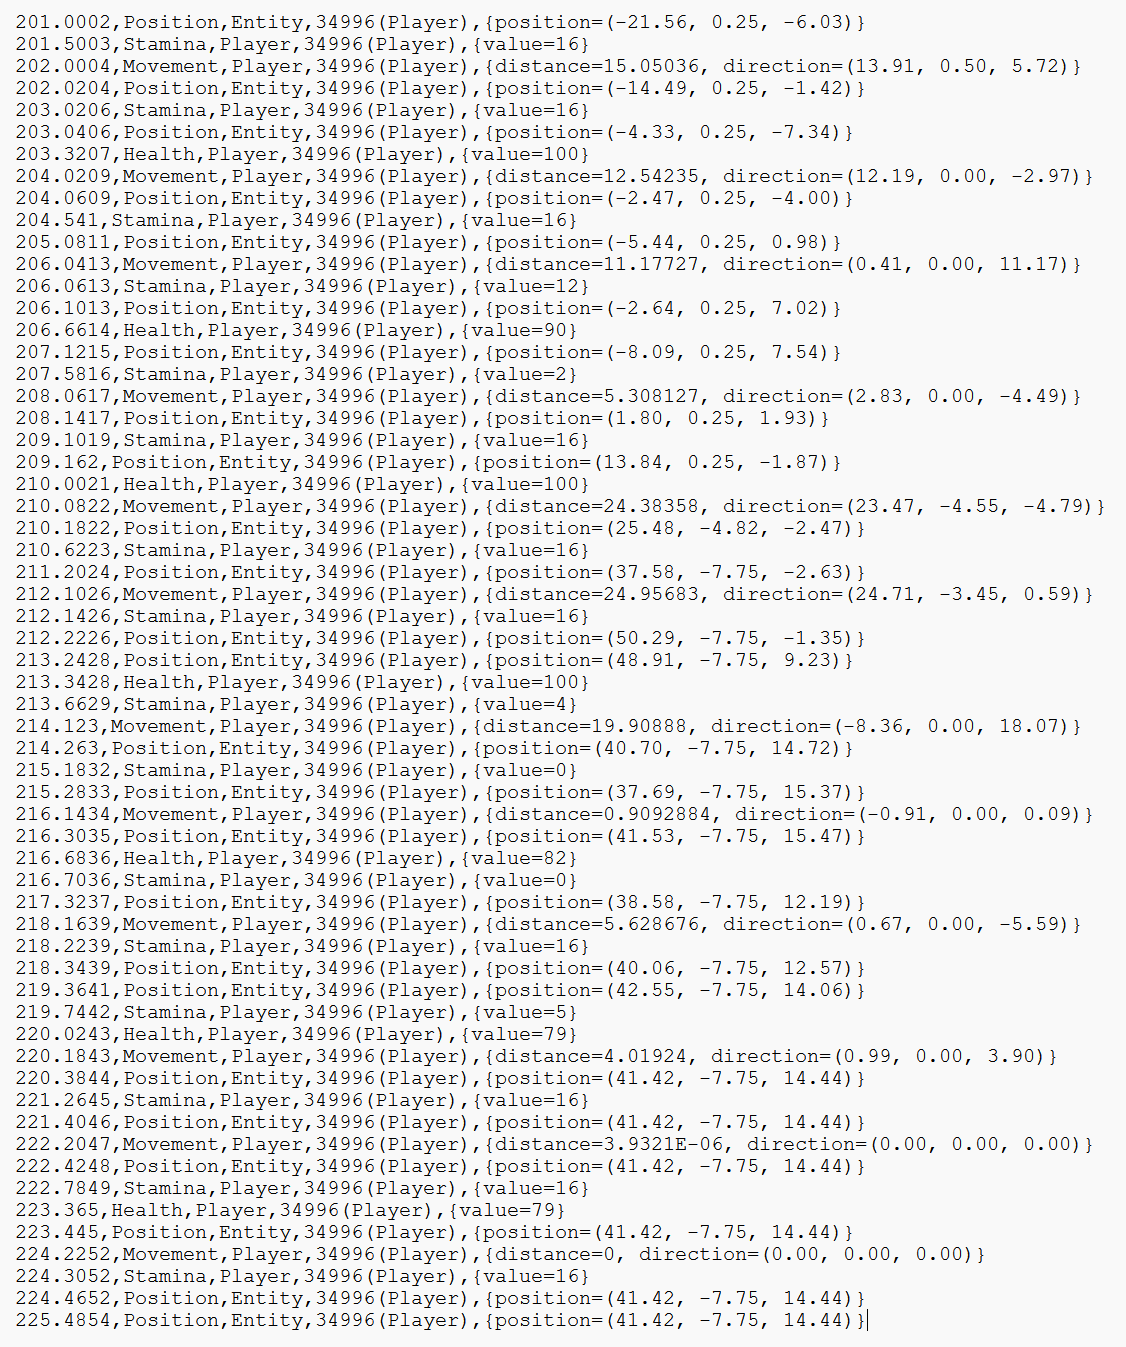 201.0002,Position,Entity,34996(Player),{position=(-21.56, 0.25, -6.03)}
201.5003,Stamina,Player,34996(Player),{value=16}
202.0004,Movement,Player,34996(Player),{distance=15.05036, direction=(13.91, 0.50, 5.72)}
202.0204,Position,Entity,34996(Player),{position=(-14.49, 0.25, -1.42)}
203.0206,Stamina,Player,34996(Player),{value=16}
203.0406,Position,Entity,34996(Player),{position=(-4.33, 0.25, -7.34)}
203.3207,Health,Player,34996(Player),{value=100}
204.0209,Movement,Player,34996(Player),{distance=12.54235, direction=(12.19, 0.00, -2.97)}
204.0609,Position,Entity,34996(Player),{position=(-2.47, 0.25, -4.00)}
204.541,Stamina,Player,34996(Player),{value=16}
205.0811,Position,Entity,34996(Player),{position=(-5.44, 0.25, 0.98)}
206.0413,Movement,Player,34996(Player),{distance=11.17727, direction=(0.41, 0.00, 11.17)}
206.0613,Stamina,Player,34996(Player),{value=12}
206.1013,Position,Entity,34996(Player),{position=(-2.64, 0.25, 7.02)}
206.6614,Health,Player,34996(Player),{value=90}
207.1215,Position,Entity,34996(Player),{position=(-8.09, 0.25, 7.54)}
207.5816,Stamina,Player,34996(Player),{value=2}
208.0617,Movement,Player,34996(Player),{distance=5.308127, direction=(2.83, 0.00, -4.49)}
208.1417,Position,Entity,34996(Player),{position=(1.80, 0.25, 1.93)}
209.1019,Stamina,Player,34996(Player),{value=16}
209.162,Position,Entity,34996(Player),{position=(13.84, 0.25, -1.87)}
210.0021,Health,Player,34996(Player),{value=100}
210.0822,Movement,Player,34996(Player),{distance=24.38358, direction=(23.47, -4.55, -4.79)}
210.1822,Position,Entity,34996(Player),{position=(25.48, -4.82, -2.47)}
210.6223,Stamina,Player,34996(Player),{value=16}
211.2024,Position,Entity,34996(Player),{position=(37.58, -7.75, -2.63)}
212.1026,Movement,Player,34996(Player),{distance=24.95683, direction=(24.71, -3.45, 0.59)}
212.1426,Stamina,Player,34996(Player),{value=16}
212.2226,Position,Entity,34996(Player),{position=(50.29, -7.75, -1.35)}
213.2428,Position,Entity,34996(Player),{position=(48.91, -7.75, 9.23)}
213.3428,Health,Player,34996(Player),{value=100}
213.6629,Stamina,Player,34996(Player),{value=4}
214.123,Movement,Player,34996(Player),{distance=19.90888, direction=(-8.36, 0.00, 18.07)}
214.263,Position,Entity,34996(Player),{position=(40.70, -7.75, 14.72)}
215.1832,Stamina,Player,34996(Player),{value=0}
215.2833,Position,Entity,34996(Player),{position=(37.69, -7.75, 15.37)}
216.1434,Movement,Player,34996(Player),{distance=0.9092884, direction=(-0.91, 0.00, 0.09)}
216.3035,Position,Entity,34996(Player),{position=(41.53, -7.75, 15.47)}
216.6836,Health,Player,34996(Player),{value=82}
216.7036,Stamina,Player,34996(Player),{value=0}
217.3237,Position,Entity,34996(Player),{position=(38.58, -7.75, 12.19)}
218.1639,Movement,Player,34996(Player),{distance=5.628676, direction=(0.67, 0.00, -5.59)}
218.2239,Stamina,Player,34996(Player),{value=16}
218.3439,Position,Entity,34996(Player),{position=(40.06, -7.75, 12.57)}
219.3641,Position,Entity,34996(Player),{position=(42.55, -7.75, 14.06)}
219.7442,Stamina,Player,34996(Player),{value=5}
220.0243,Health,Player,34996(Player),{value=79}
220.1843,Movement,Player,34996(Player),{distance=4.01924, direction=(0.99, 0.00, 3.90)}
220.3844,Position,Entity,34996(Player),{position=(41.42, -7.75, 14.44)}
221.2645,Stamina,Player,34996(Player),{value=16}
221.4046,Position,Entity,34996(Player),{position=(41.42, -7.75, 14.44)}
222.2047,Movement,Player,34996(Player),{distance=3.9321E-06, direction=(0.00, 0.00, 0.00)}
222.4248,Position,Entity,34996(Player),{position=(41.42, -7.75, 14.44)}
222.7849,Stamina,Player,34996(Player),{value=16}
223.365,Health,Player,34996(Player),{value=79}
223.445,Position,Entity,34996(Player),{position=(41.42, -7.75, 14.44)}
224.2252,Movement,Player,34996(Player),{distance=0, direction=(0.00, 0.00, 0.00)}
224.3052,Stamina,Player,34996(Player),{value=16}
224.4652,Position,Entity,34996(Player),{position=(41.42, -7.75, 14.44)}
225.4854,Position,Entity,34996(Player),{position=(41.42, -7.75, 14.44)}